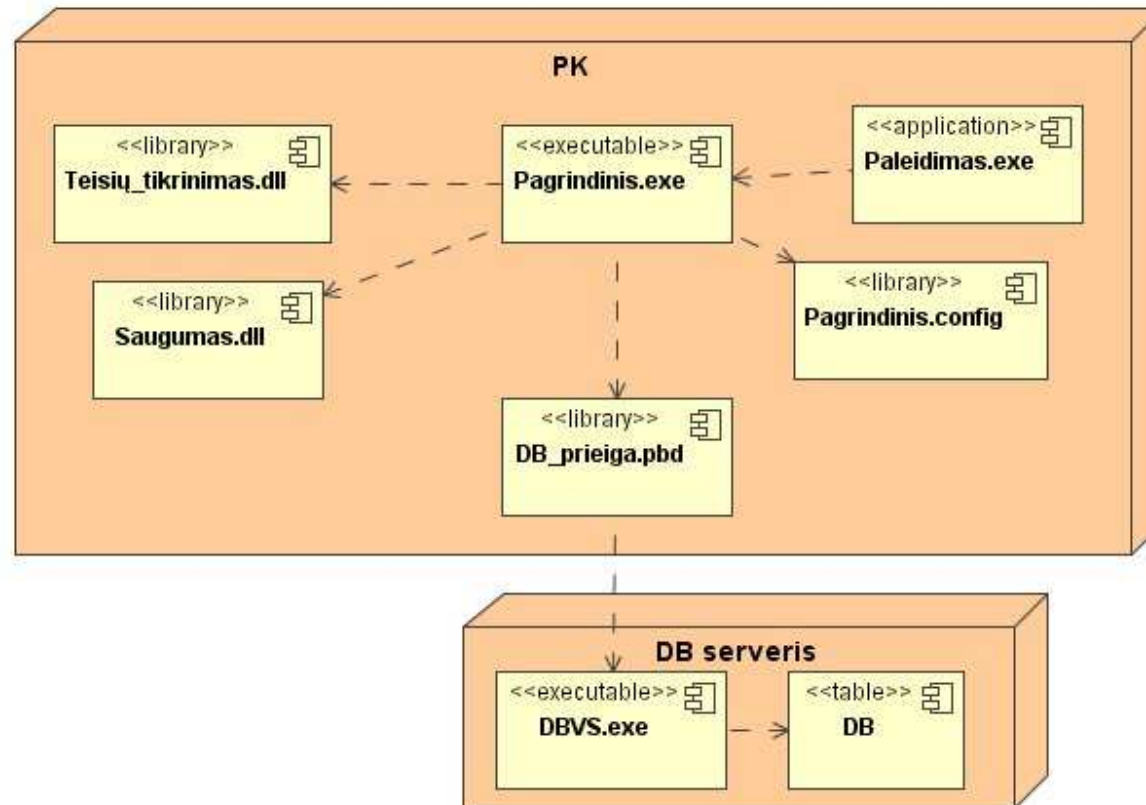 PK
<<library>>
Teisių_tikrinimas.dll
<<executable>>
Pagrindinis.exe
<<application>>
Paleidimas.exe
<<library>>
Saugumas.dll
<<library>>
Pagrindinis.config
<<library>>
DB_prieiga.pbd
DB serveris
<<executable>>
DBVS.exe
<<table>>
DB